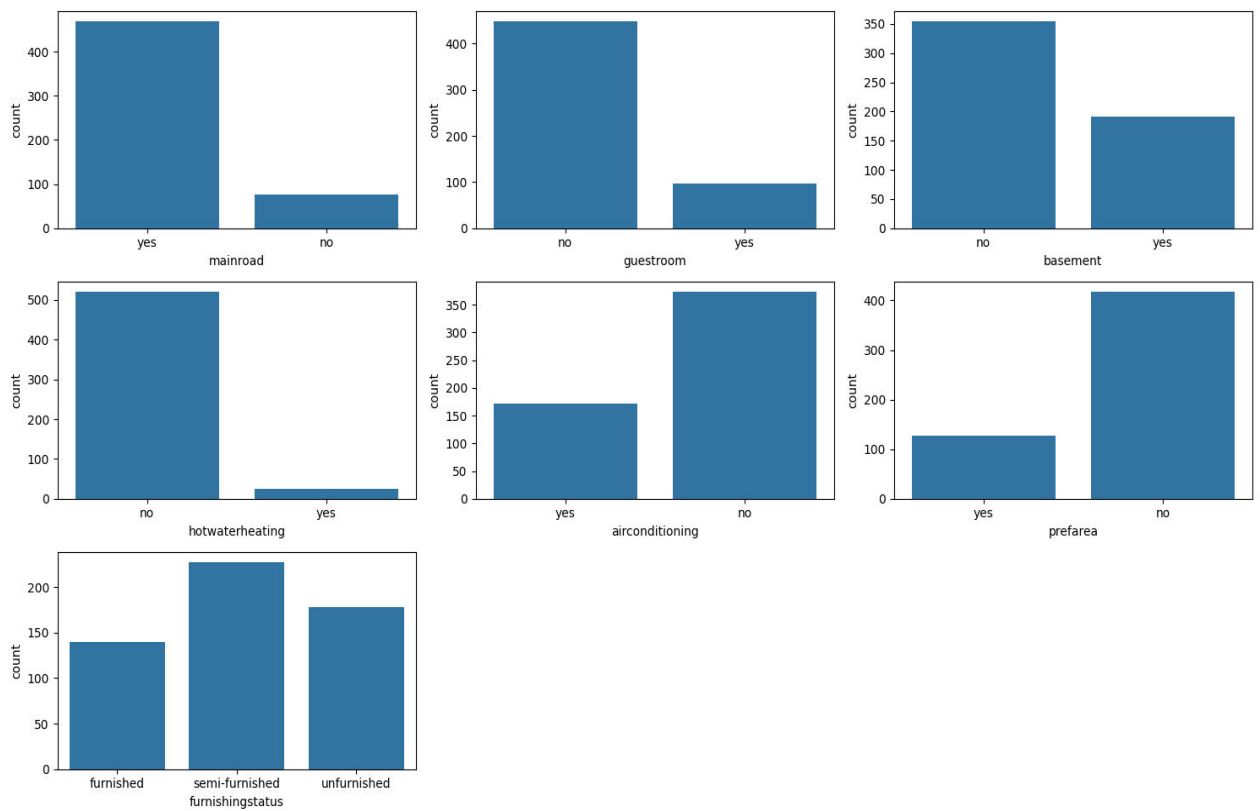 count
400
300
200
100
0
yes no
mainroad
count
400
300
200
100
0
no yes
guestroom
count
350
300
250
200
150
100
50
0
no yes
basement
count
500
400
300
200
100
0
no yes
hotwaterheating
count
350
300
250
200
150
100
50
0
yes no
airconditioning
count
400
300
200
100
0
yes no
prefarea
count
200
150
100
50
0
furnished semi-furnished unfurnished
furnishingstatus